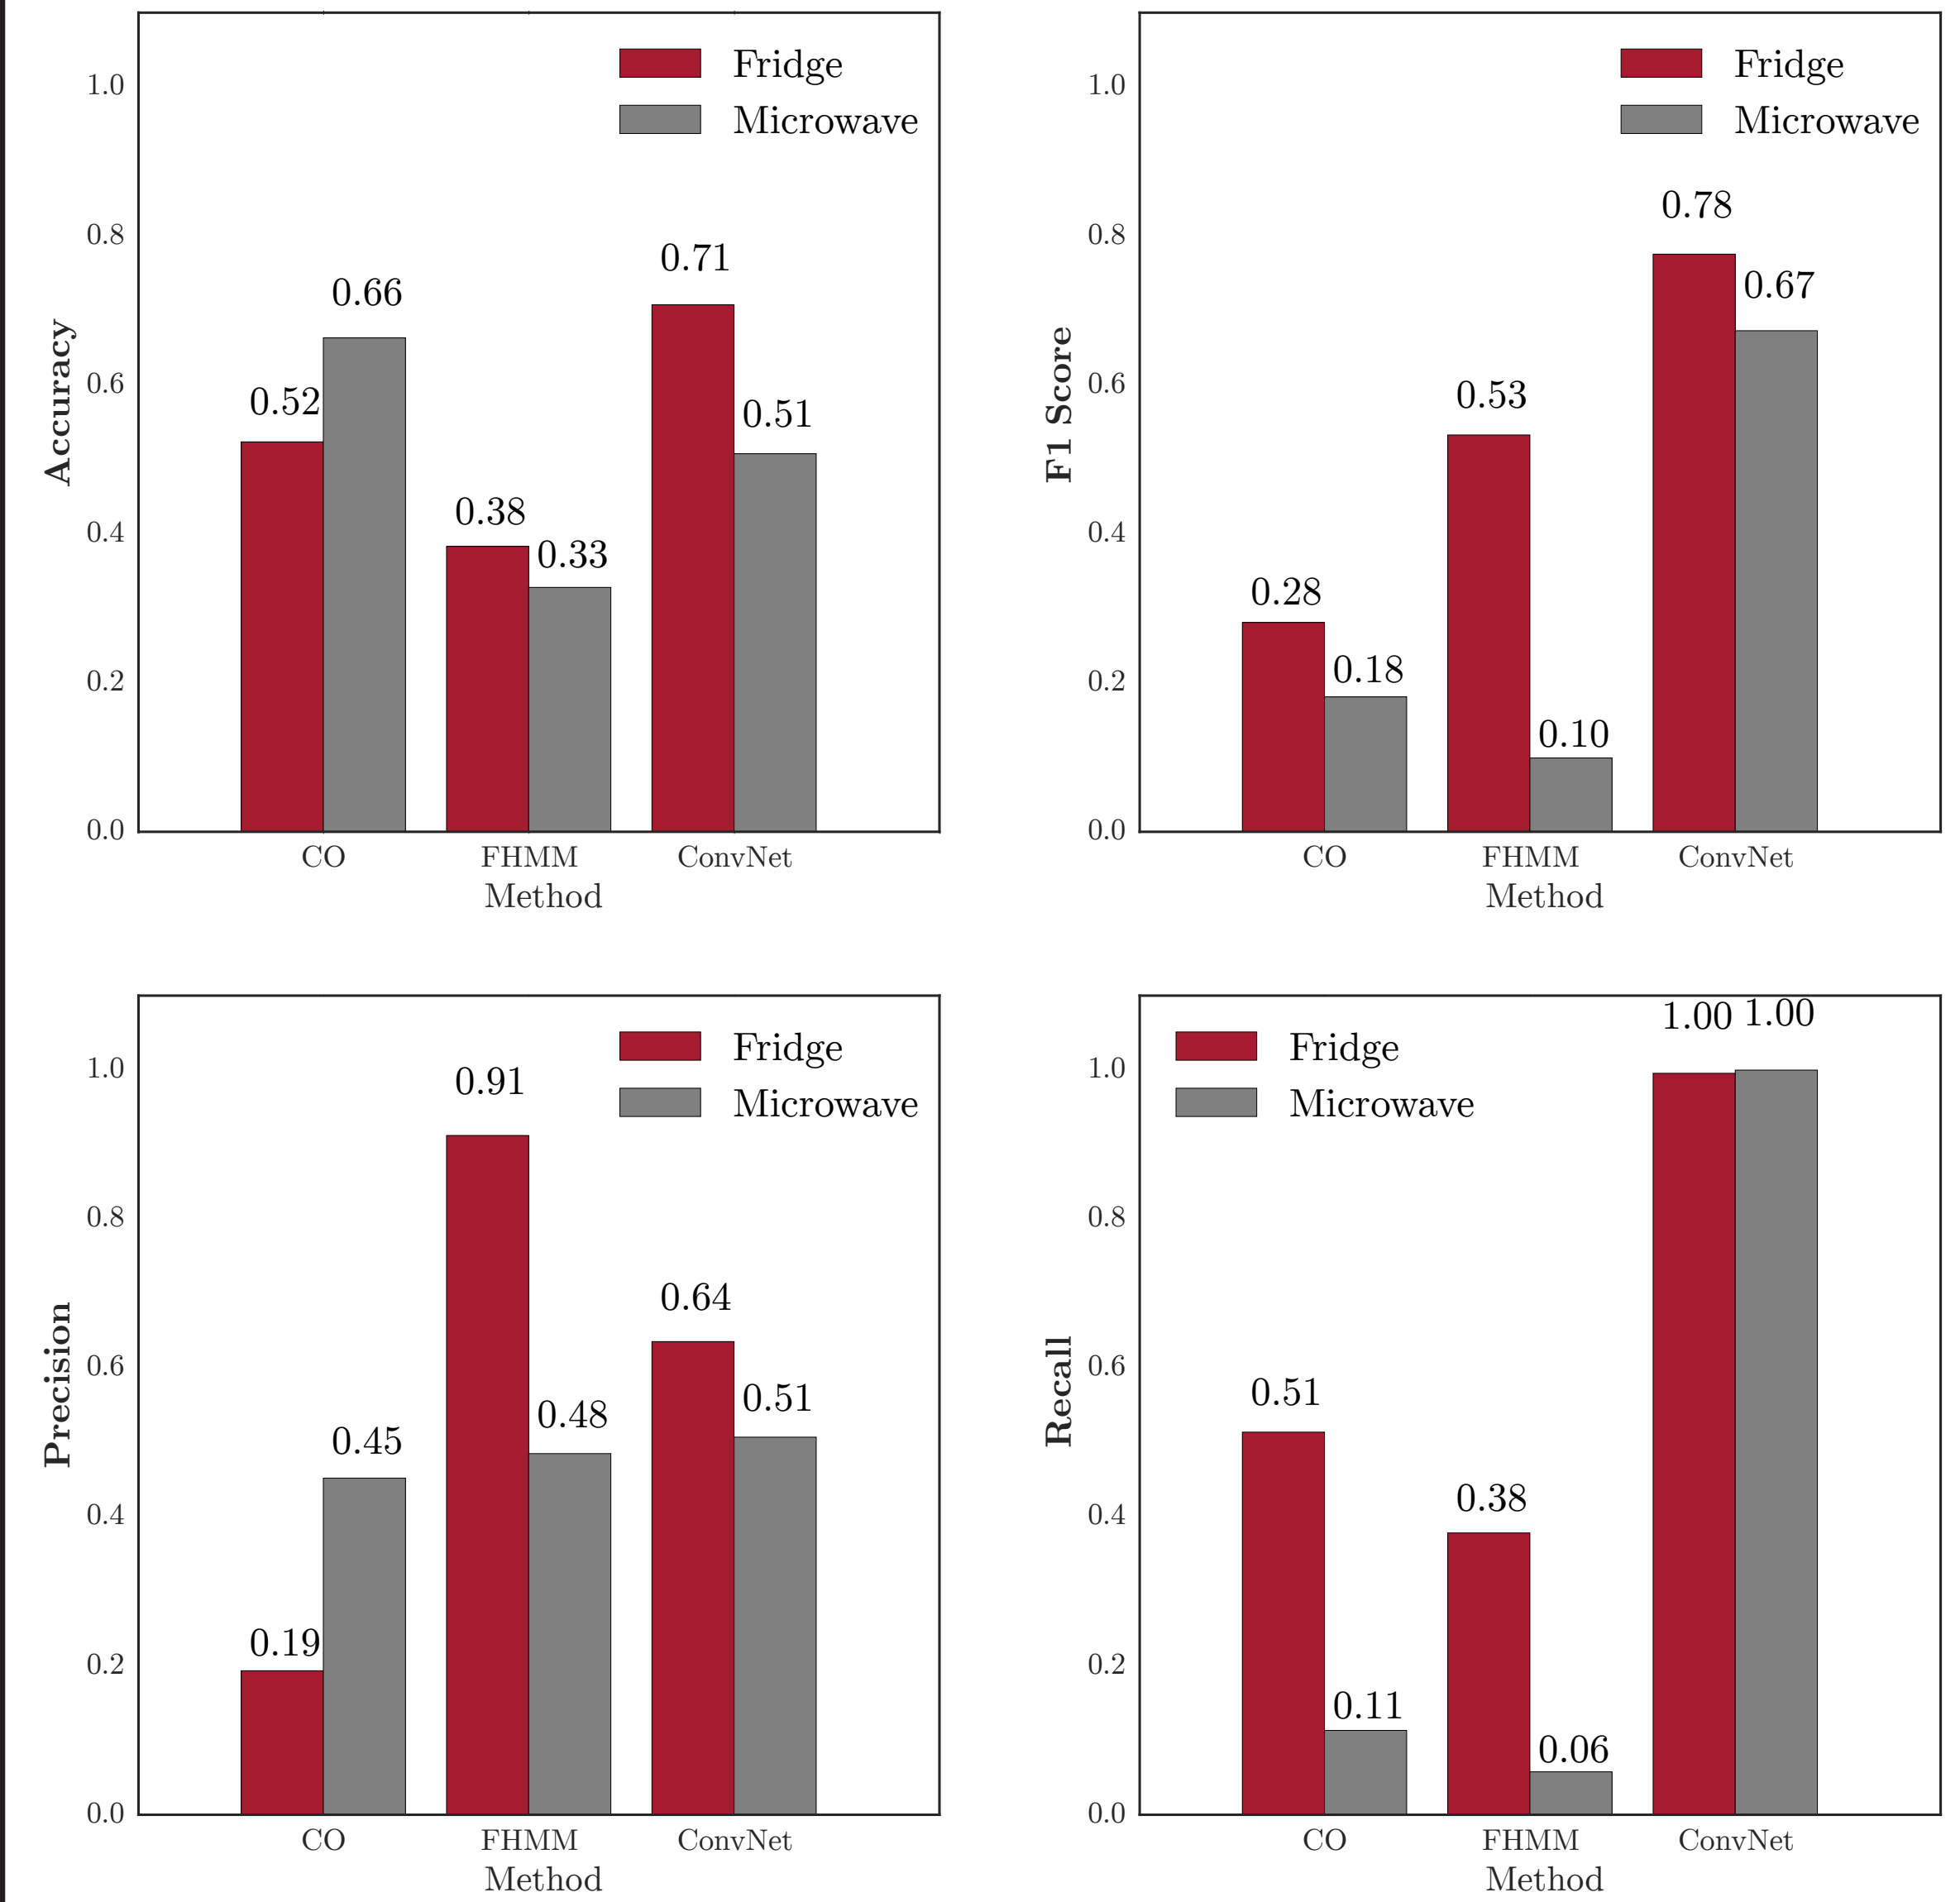 Fridge
Microwave
1.0
0.8
0.6
0.4
0.2
0.0
Accuracy
0.52
0.66
0.38
0.33
0.71
0.51
CO
FHMM
ConvNet
Method
Fridge
Microwave
1.0
0.8
0.6
0.4
0.2
0.0
F1 Score
0.28
0.18
0.53
0.10
0.78
0.67
CO
FHMM
ConvNet
Method
Fridge
Microwave
1.0
0.8
0.6
0.4
0.2
0.0
Precision
0.19
0.45
0.91
0.48
0.64
0.51
CO
FHMM
ConvNet
Method
Fridge
Microwave
1.0
0.8
0.6
0.4
0.2
0.0
Recall
0.51
0.11
0.38
0.06
1.00
1.00
CO
FHMM
ConvNet
Method